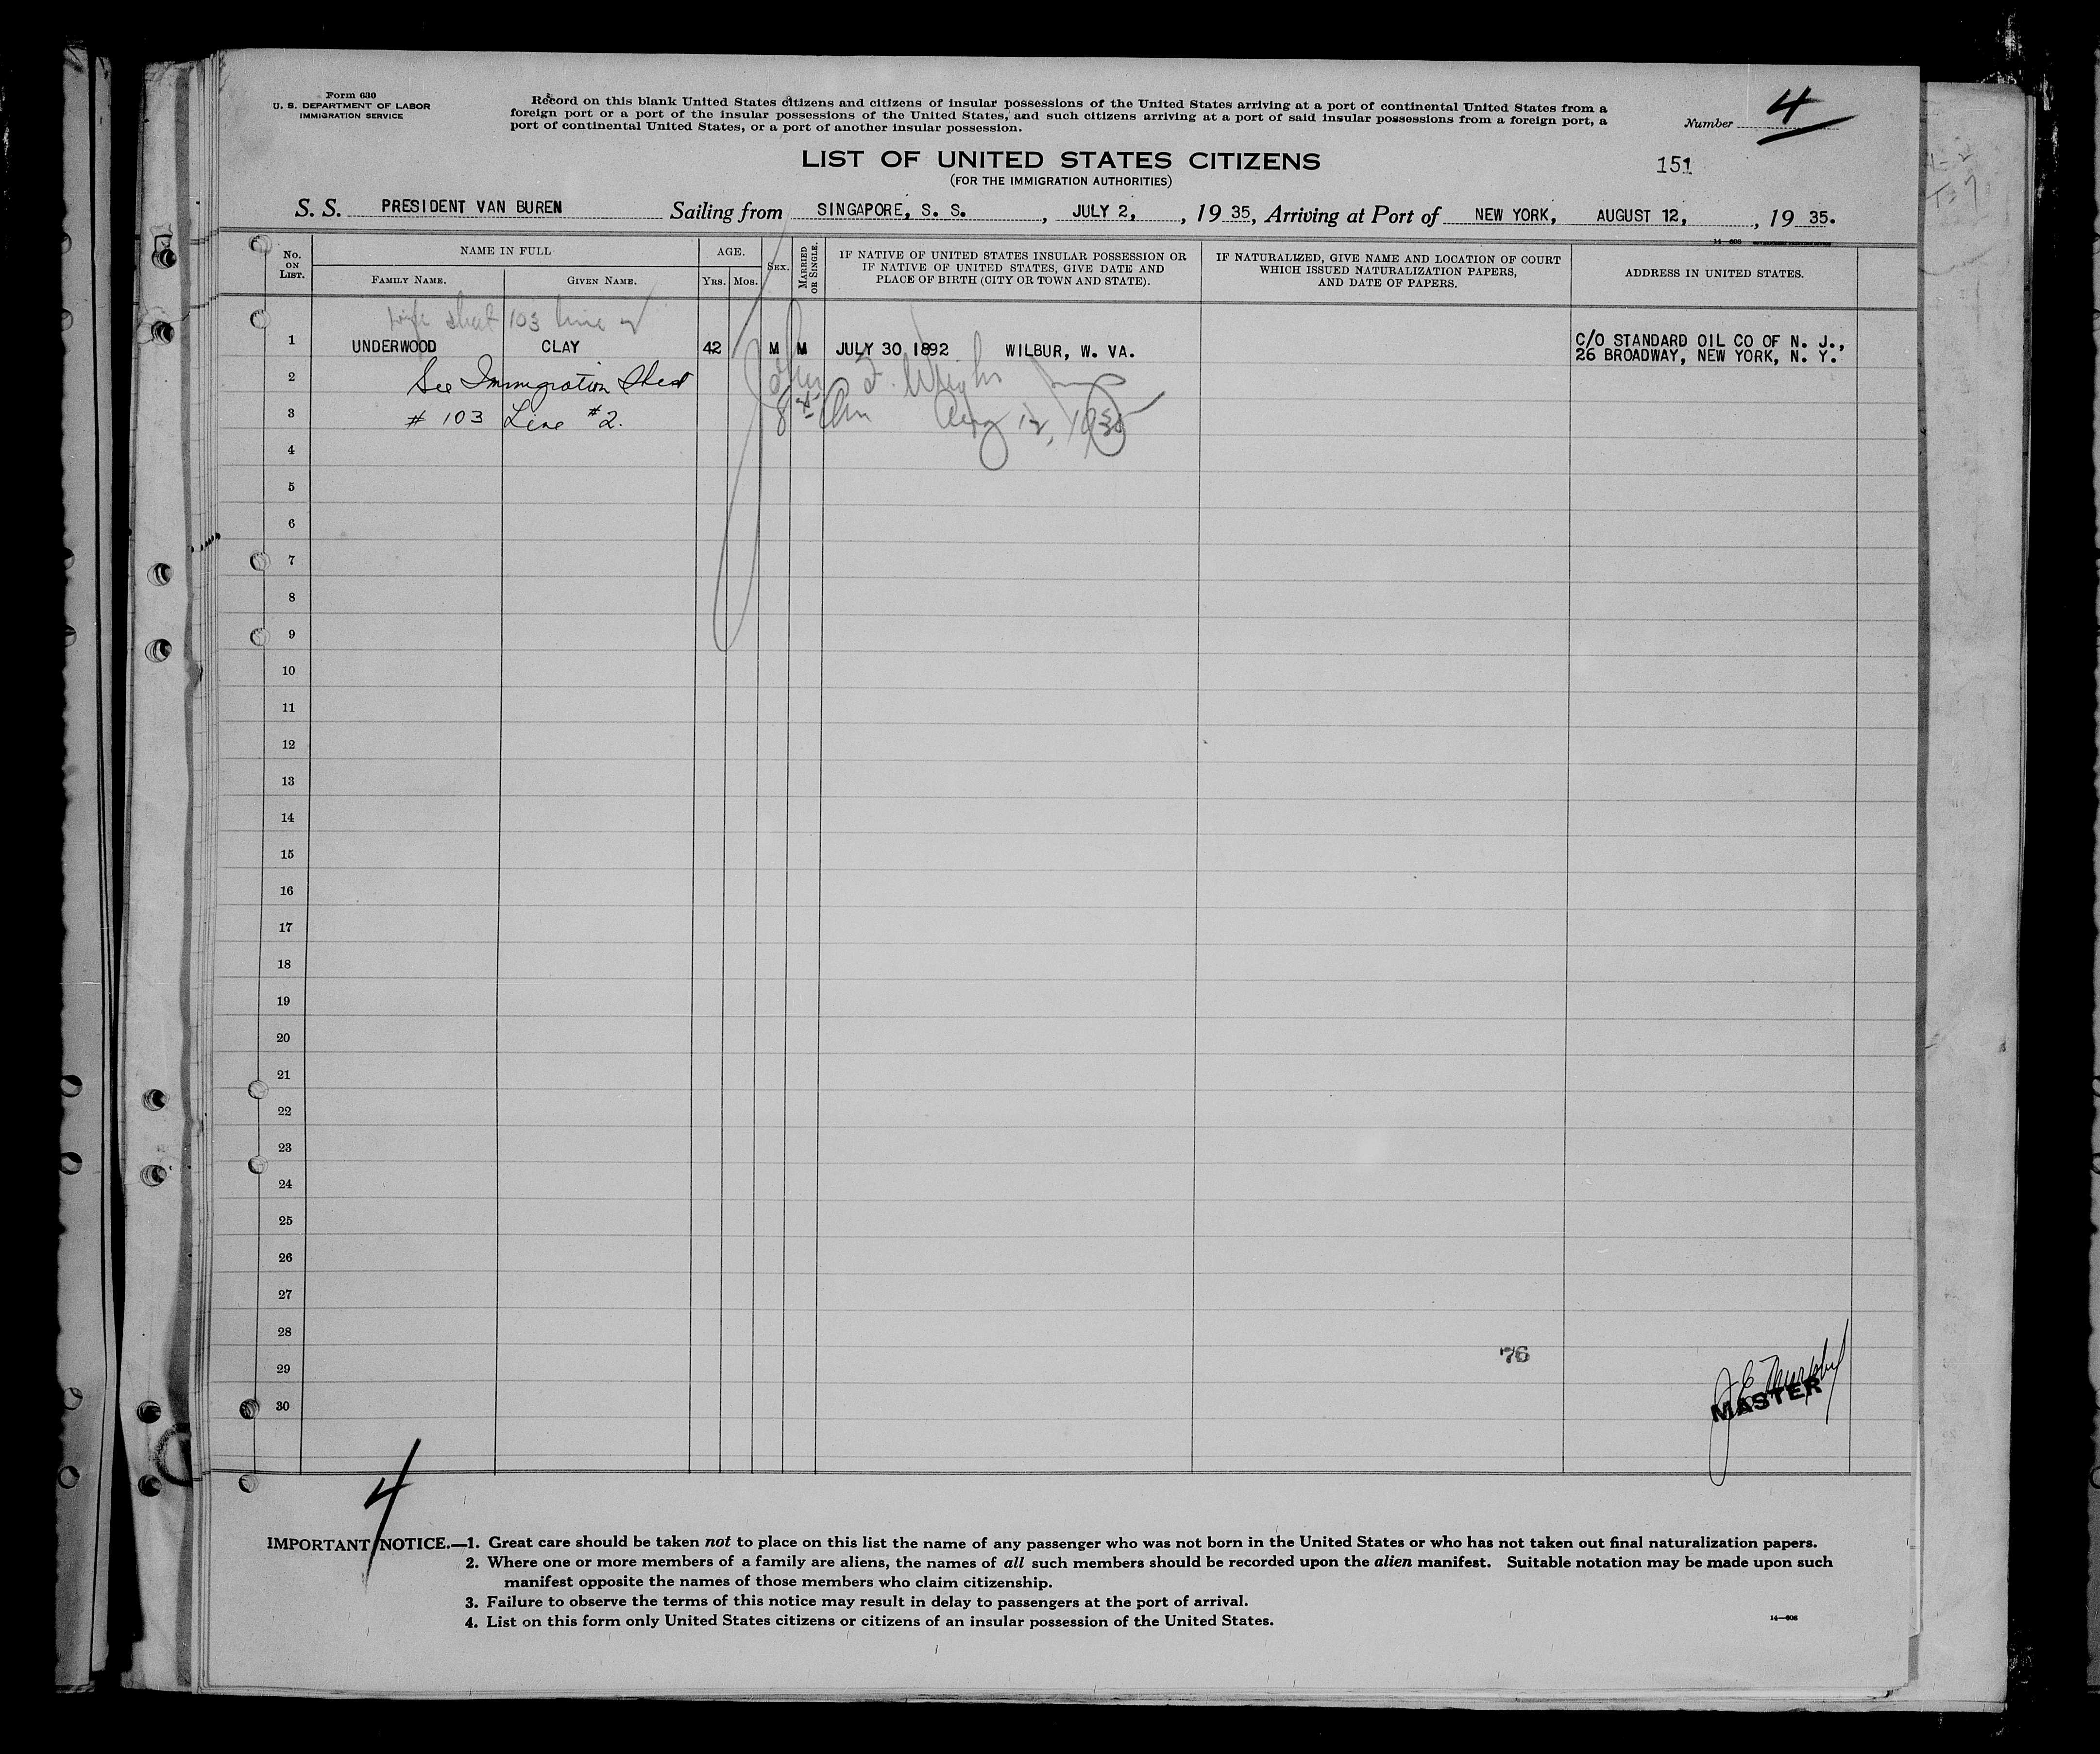 Form 630
U. S. DEPARTMENT OF LABOR
IMMIGRATION SERVICE
Record on this blank United States citizens and citizens of insular possessions of the United States arriving at a port of continental United States from a
foreign port or a port of the insular possessions of the United States, and such citizens arriving at a port of said insular possessions from a foreign port, a
port of continental United States, or a port of another insular possession.
Number 4
LIST OF UNITED STATES CITIZENS
(FOR THE IMMIGRATION AUTHORITIES)
151
S. S. PRESIDENT VAN BUREN Sailing from SINGAPORE, S. S. , JULY 2, , 19 35, Arriving at Port of NEW YORK, AUGUST 12, , 19 35.
14—608
No. ON LIST.
NAME IN FULL
FAMILY NAME.
GIVEN NAME.
AGE.
YRS.
MOS.
SEX.
MARRIED OR SINGLE.
IF NATIVE OF UNITED STATES INSULAR POSSESSION OR
IF NATIVE OF UNITED STATES, GIVE DATE AND
PLACE OF BIRTH (CITY OR TOWN AND STATE).
IF NATURALIZED, GIVE NAME AND LOCATION OF COURT
WHICH ISSUED NATURALIZATION PAPERS,
AND DATE OF PAPERS.
ADDRESS IN UNITED STATES.
wife sheet 103 line 2
1 UNDERWOOD CLAY 42 M M JULY 30 1892 WILBUR, W. VA.
C/O STANDARD OIL CO OF N. J.,
26 BROADWAY, NEW YORK, N. Y.
2 See Immigration Sheet
John F. Wright
3 # 103 Line #2.
Aug 12, 1935
4
5
6
7
8
9
10
11
12
13
14
15
16
17
18
19
20
21
22
23
24
25
26
27
28
29
30
76
J E Murphy
MASTER
4
IMPORTANT NOTICE.—1. Great care should be taken not to place on this list the name of any passenger who was not born in the United States or who has not taken out final naturalization papers.
2. Where one or more members of a family are aliens, the names of all such members should be recorded upon the alien manifest. Suitable notation may be made upon such
manifest opposite the names of those members who claim citizenship.
3. Failure to observe the terms of this notice may result in delay to passengers at the port of arrival.
4. List on this form only United States citizens or citizens of an insular possession of the United States.
14—608